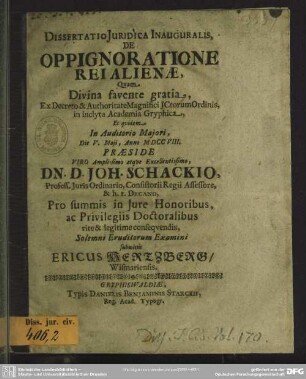 DISSERTATIO JURIDICA INAUGURALIS,
DE
OPPIGNORATIONE
REI ALIENÆ,
Quam
Divina favente gratia,
Ex Decreto & Authoritate Magnifici JCtorum Ordinis,
in inclyta Academia Gryphica,
Et quidem
In Auditorio Majori,
Die V. Maji, Anno MDCCVIII.
PRÆSIDE
VIRO Amplissimo atque Excellentissimo,
DN. D. JOH. SCHACKIO,
Profess. Juris Ordinario, Consistorii Regii Assessore,
& h. t. DECANO,
Pro summis in Jure Honoribus,
ac Privilegiis Doctoralibus
rite & legitime consequendis,
Solemni Eruditorum Examini
submittit
ERICUS HERTZBERG/
Wismariensis.
GRYPHISWALDIÆ,
Typis DANIELIS BENJAMINIS STARCKII,
Reg. Acad. Typogr.
Diss. jur. civ.
406,2